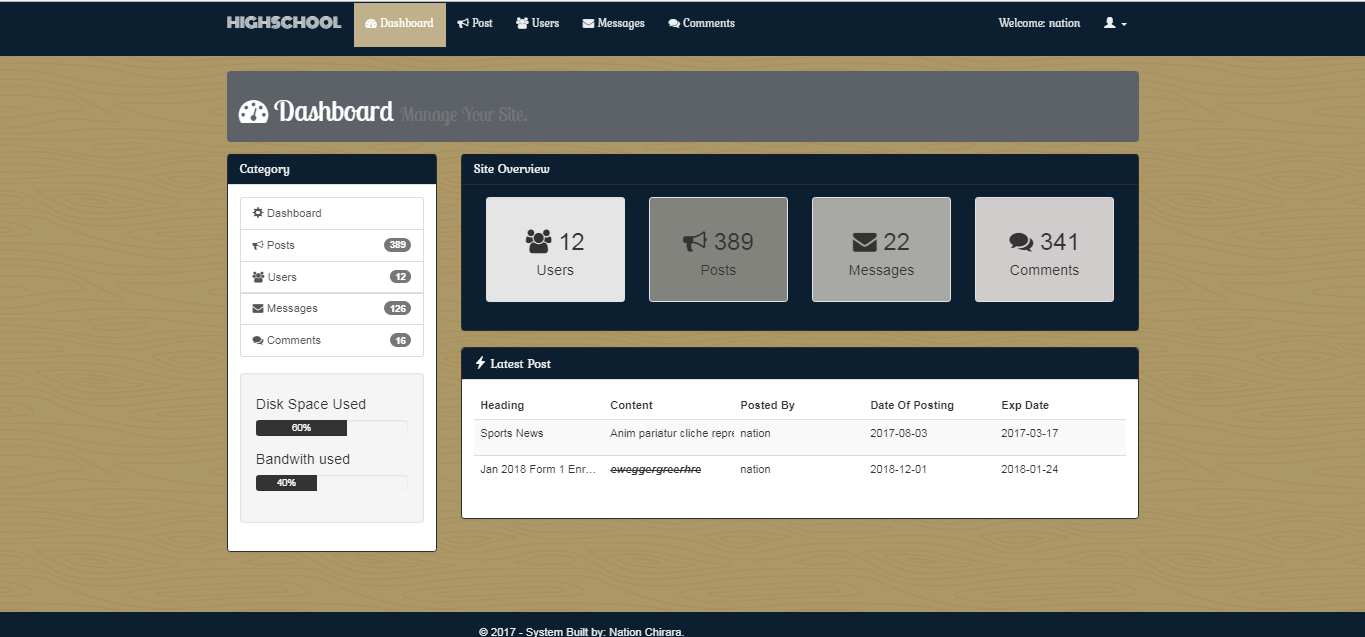 HIGHSCHOOL Dashboard Post Users Messages Comments Welcome: nation
Dashboard Manage Your Site.
Category
Dashboard
Posts 389
Users 12
Messages 126
Comments 16
Disk Space Used
60%
Bandwith used
40%
Site Overview
12
Users
389
Posts
22
Messages
341
Comments
Latest Post
Heading Content Posted By Date Of Posting Exp Date
Sports News Anim pariatur cliche repre nation 2017-08-03 2017-03-17
Jan 2018 Form 1 Enr... eweggergreerhre nation 2018-12-01 2018-01-24
© 2017 - System Built by: Nation Chirara.